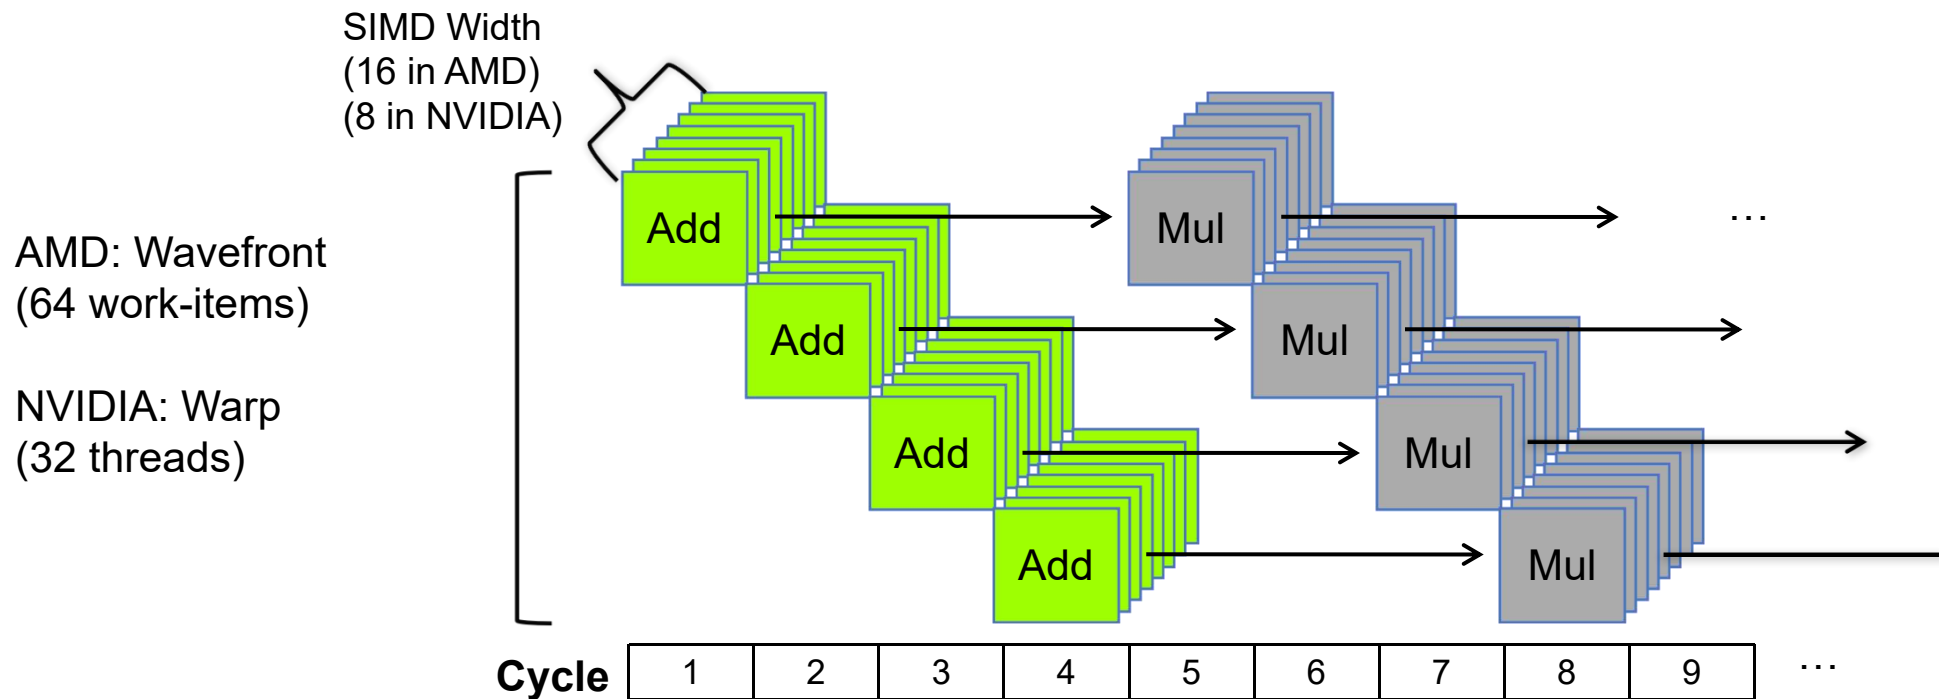 SIMD Width
(16 in AMD)
(8 in NVIDIA)
AMD: Wavefront
(64 work-items)
NVIDIA: Warp
(32 threads)
Add Mul ...
Add Mul
Add Mul
Add Mul
Cycle 1 2 3 4 5 6 7 8 9 ...